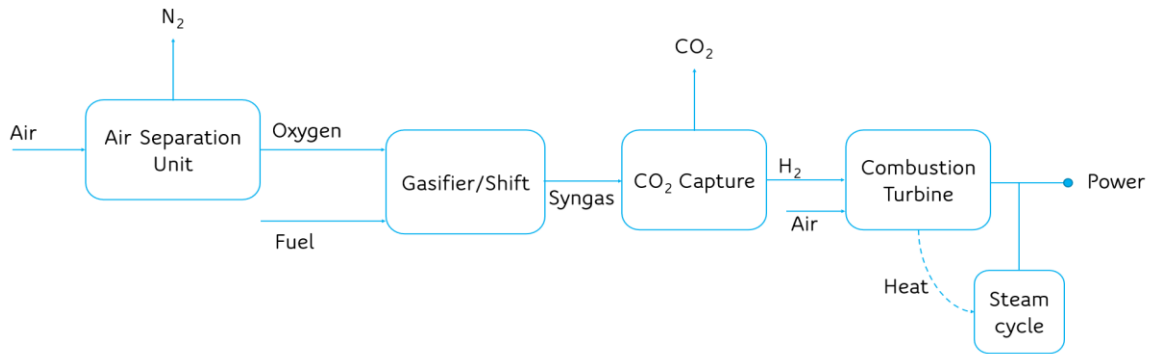 N₂
CO₂
Air
Air Separation
Unit
Oxygen
Fuel
Gasifier/Shift
Syngas
CO₂ Capture
H₂
Air
Combustion
Turbine
Power
Heat
Steam
cycle